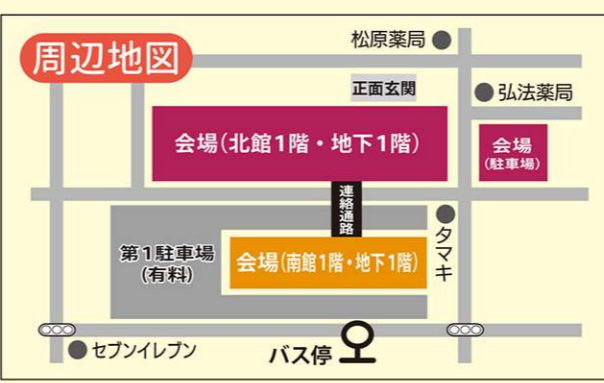 周辺地図
松原薬局
正面玄関
弘法薬局
会場(北館1階・地下1階)
会場
(駐車場)
連絡通路
タマキ
第1駐車場
(有料)
会場(南館1階・地下1階)
セブンイレブン
バス停